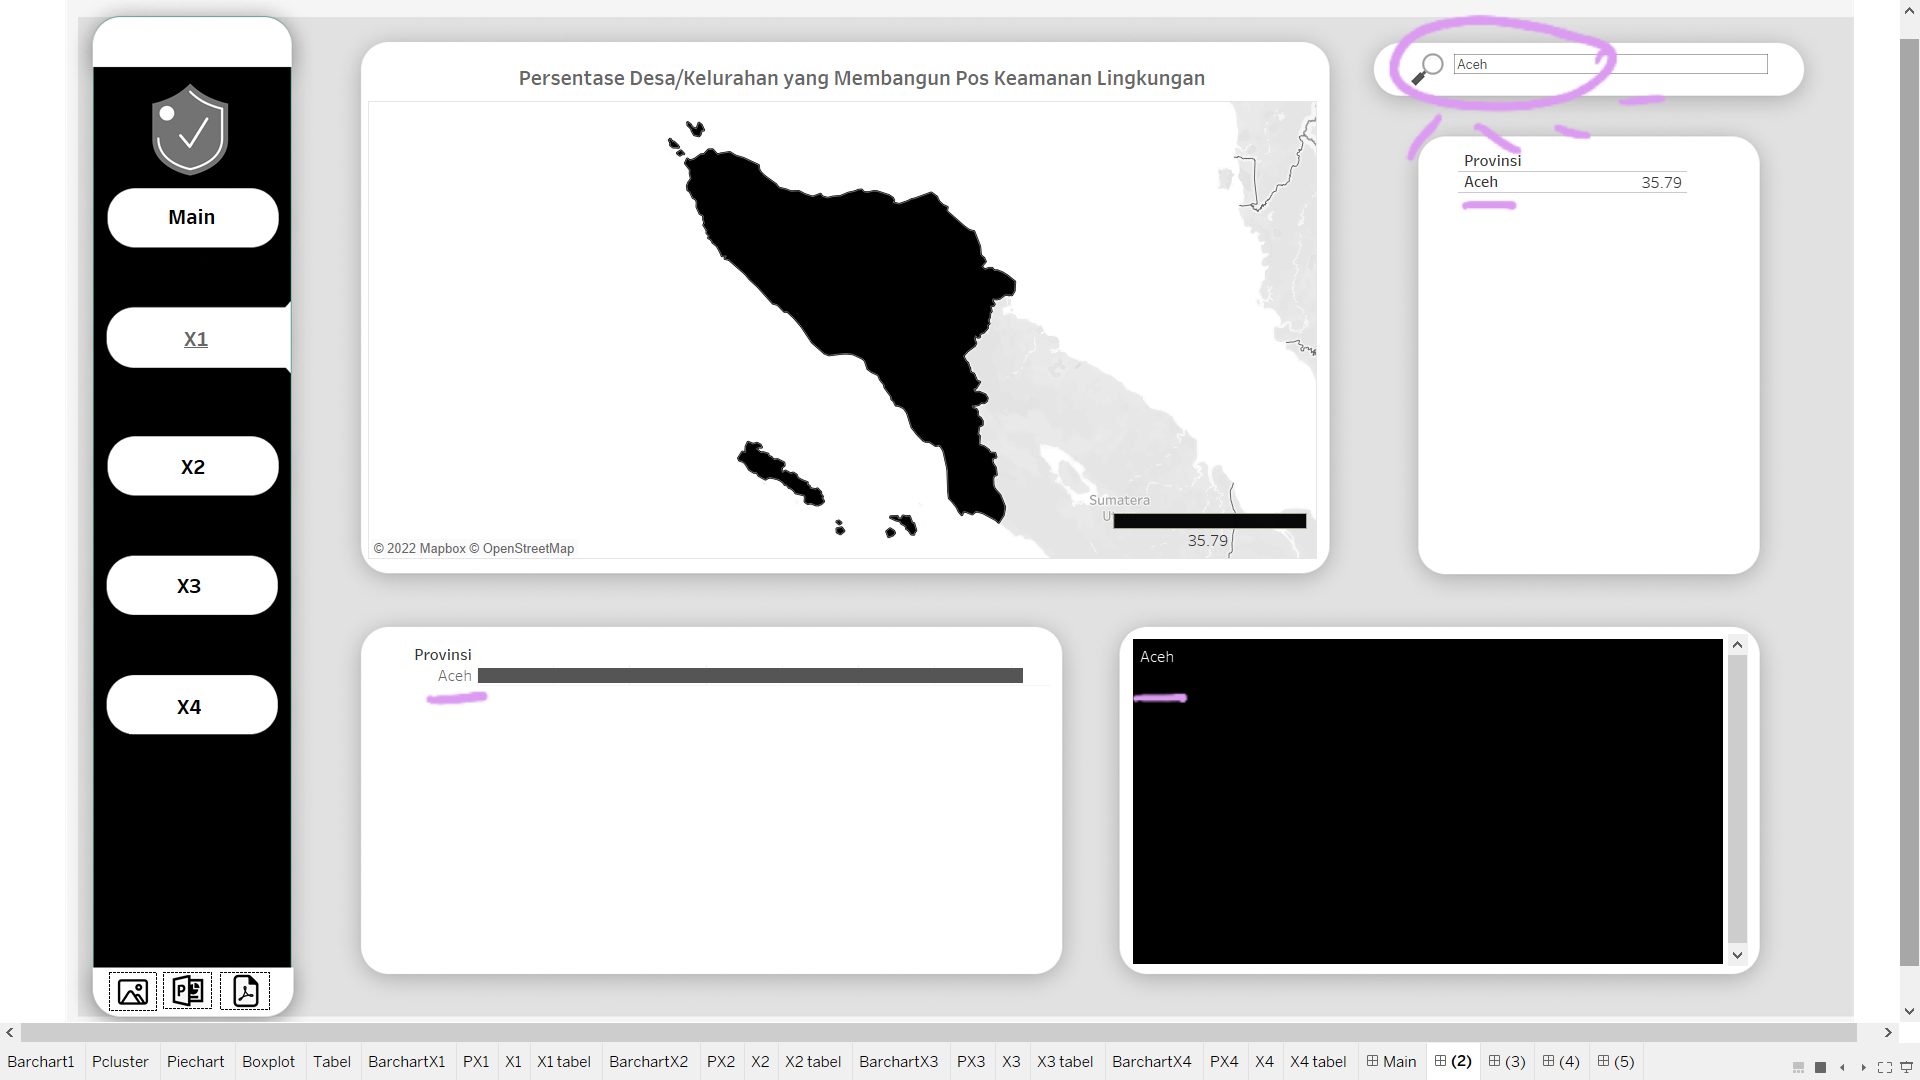 Persentase Desa/Kelurahan yang Membangun Pos Keamanan Lingkungan
Aceh
Main
X1
X2
X3
X4
Sumatera
U
35.79
© 2022 Mapbox © OpenStreetMap
Provinsi
Aceh 35.79
Provinsi
Aceh
Aceh
Barchart1 Pcluster Piechart Boxplot Tabel BarchartX1 PX1 X1 X1 tabel BarchartX2 PX2 X2 X2 tabel BarchartX3 PX3 X3 X3 tabel BarchartX4 PX4 X4 X4 tabel Main (2) (3) (4) (5)